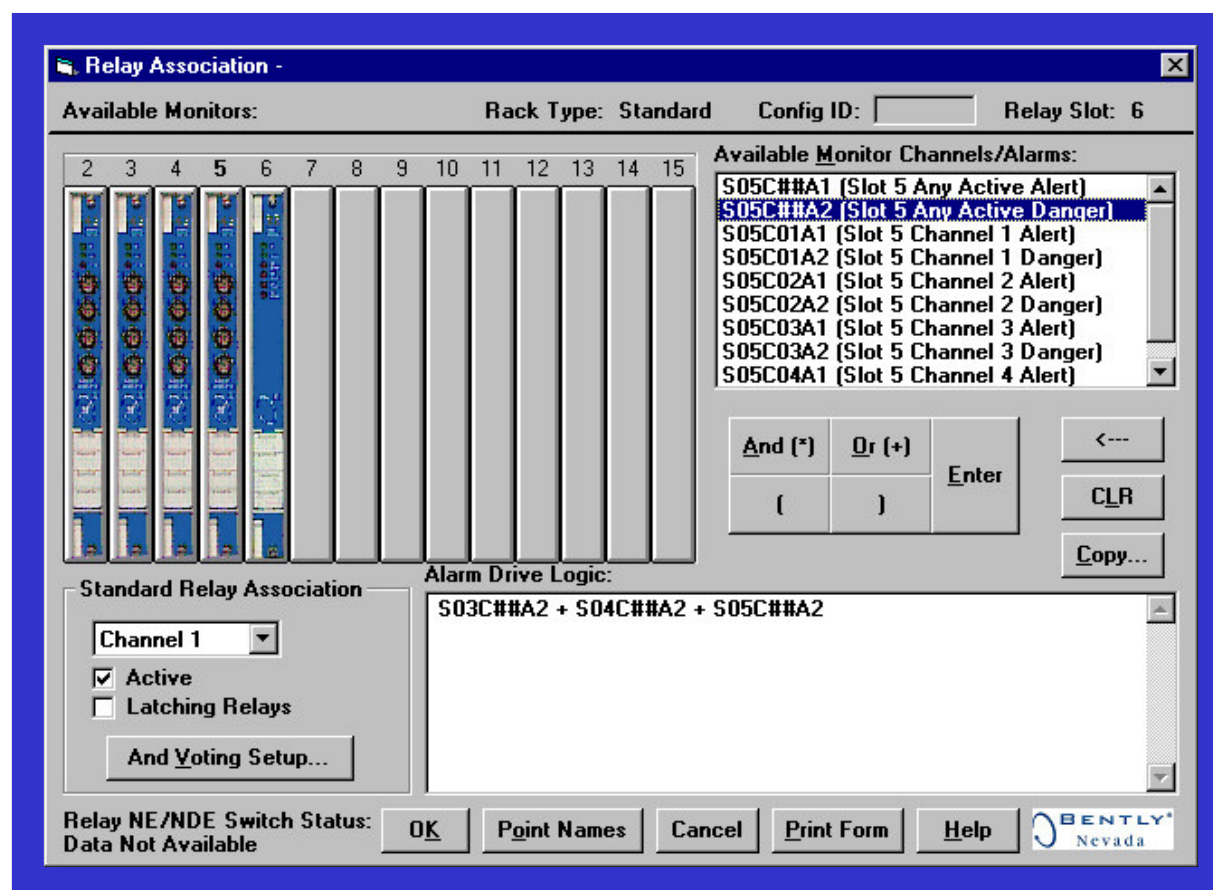 Relay Association -
Available Monitors: Rack Type: Standard Config ID: Relay Slot: 6
2 3 4 5 6 7 8 9 10 11 12 13 14 15
Available Monitor Channels/Alarms:
S05C##A1 (Slot 5 Any Active Alert)
S05C##A2 (Slot 5 Any Active Danger)
S05C01A1 (Slot 5 Channel 1 Alert)
S05C01A2 (Slot 5 Channel 1 Danger)
S05C02A1 (Slot 5 Channel 2 Alert)
S05C02A2 (Slot 5 Channel 2 Danger)
S05C03A1 (Slot 5 Channel 3 Alert)
S05C03A2 (Slot 5 Channel 3 Danger)
S05C04A1 (Slot 5 Channel 4 Alert)
And (*) Or (+) Enter <---
( ) CLR
Copy...
Standard Relay Association
Channel 1
Active
Latching Relays
And Voting Setup...
Alarm Drive Logic:
S03C##A2 + S04C##A2 + S05C##A2
Relay NE/NDE Switch Status:
Data Not Available
OK Point Names Cancel Print Form Help
BENTLY
Nevada